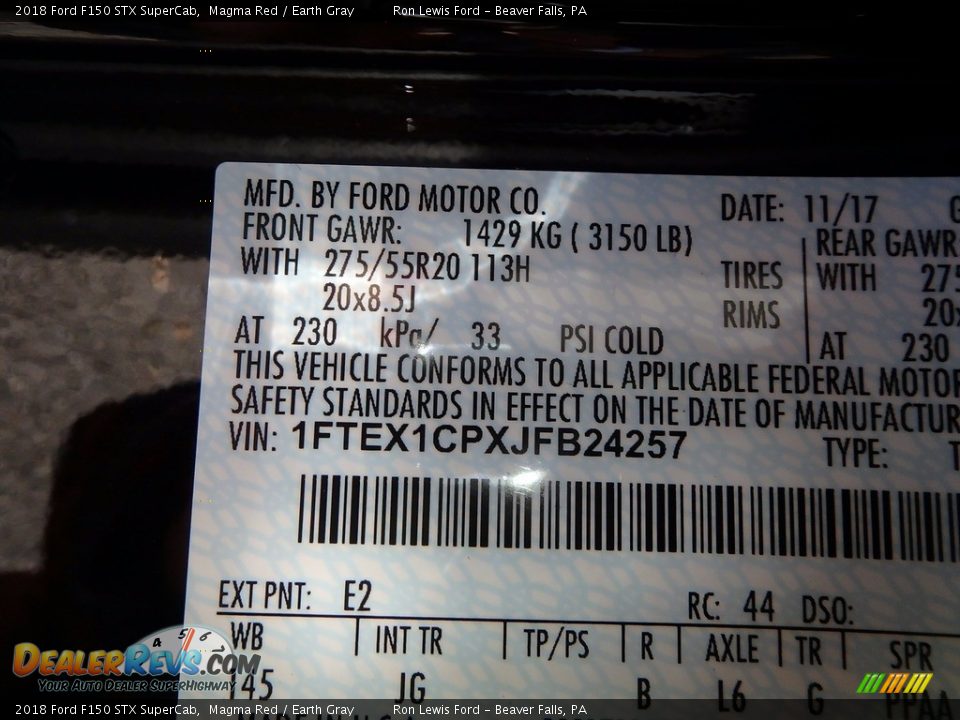 2018 Ford F150 STX SuperCab, Magma Red / Earth Gray Ron Lewis Ford - Beaver Falls, PA
MFD. BY FORD MOTOR CO. DATE: 11/17 G
FRONT GAWR: 1429 KG ( 3150 LB) REAR GAWR
WITH 275/55R20 113H TIRES WITH 275
20x8.5J RIMS 20x
AT 230 kPa/ 33 PSI COLD AT 230
THIS VEHICLE CONFORMS TO ALL APPLICABLE FEDERAL MOTOR
SAFETY STANDARDS IN EFFECT ON THE DATE OF MANUFACTUR
VIN: 1FTEX1CPXJFB24257 TYPE: T
EXT PNT: E2 RC: 44 DSO:
WB INT TR TP/PS R AXLE TR SPR
145 JG B L6 G PPAA
DealerRevs.com
Your Auto Dealer SuperHighway
2018 Ford F150 STX SuperCab, Magma Red / Earth Gray Ron Lewis Ford - Beaver Falls, PA